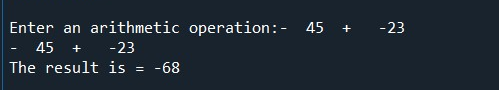 Enter an arithmetic operation:-  45  +   -23
-  45  +   -23
The result is = -68